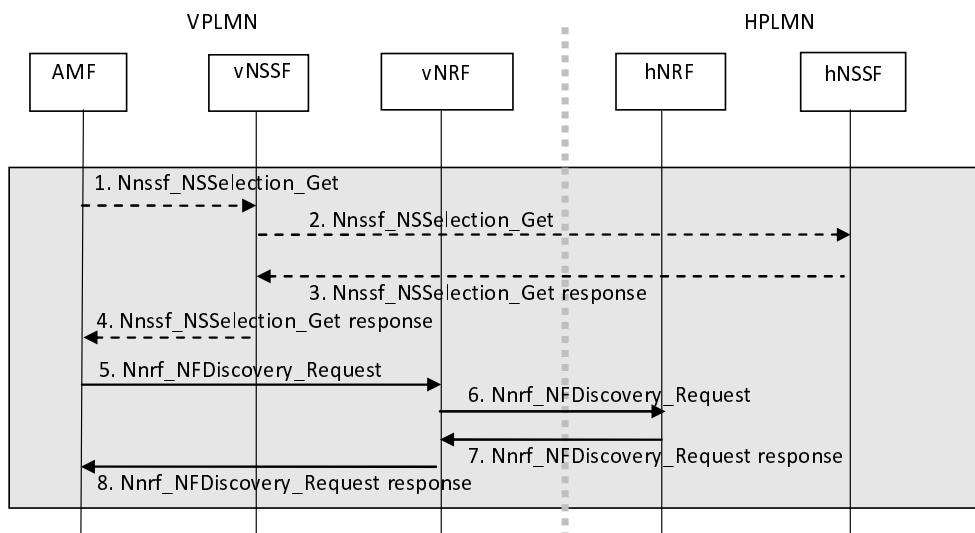 VPLMN
HPLMN
AMF
vNSSF
vNRF
hNRF
hNSSF
1. Nnssf_NSSelection_Get
2. Nnssf_NSSelection_Get
3. Nnssf_NSSelection_Get response
4. Nnssf_NSSelection_Get response
5. Nnrf_NFDiscovery_Request
6. Nnrf_NFDiscovery_Request
7. Nnrf_NFDiscovery_Request response
8. Nnrf_NFDiscovery_Request response